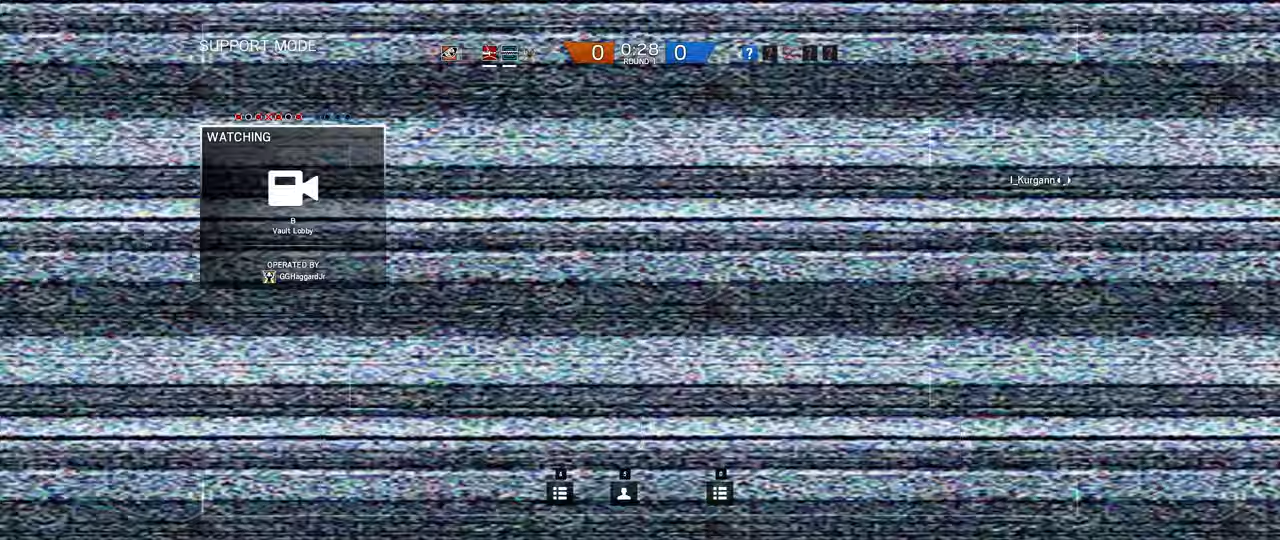 SUPPORT MODE
0 0:28 0
ROUND 1
WATCHING
B
Vault Lobby
OPERATED BY
GGHaggardJr
I_Kurgann